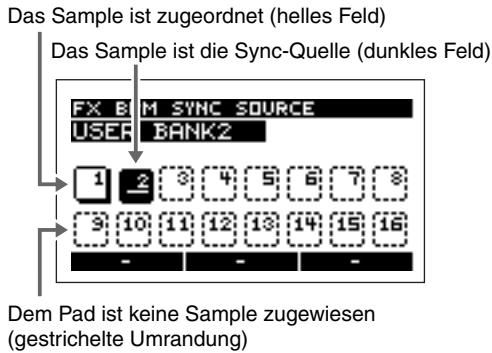 Das Sample ist zugeordnet (helles Feld)
Das Sample ist die Sync-Quelle (dunkles Feld)
FX BPM SYNC SOURCE
USER BANK2
1 2 3 4 5 6 7 8
9 10 11 12 13 14 15 16
- - -
Dem Pad ist keine Sample zugewiesen
(gestrichelte Umrandung)